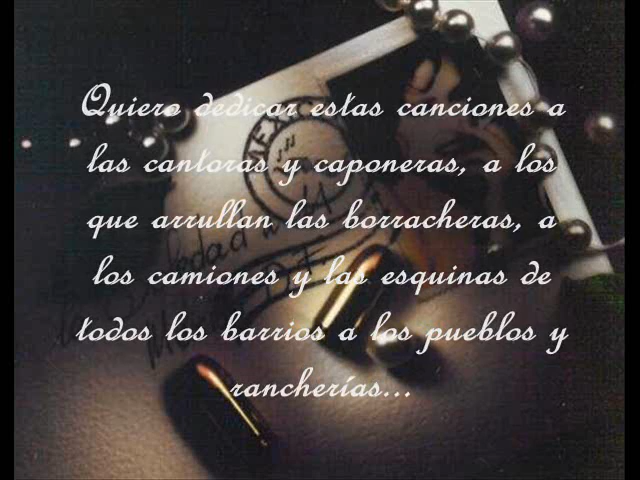 Quiero dedicar estas canciones a
las cantoras y caponeras, a los
que arrullan las borracheras, a
los camiones y las esquinas de
todos los barrios a los pueblos y
rancherías...